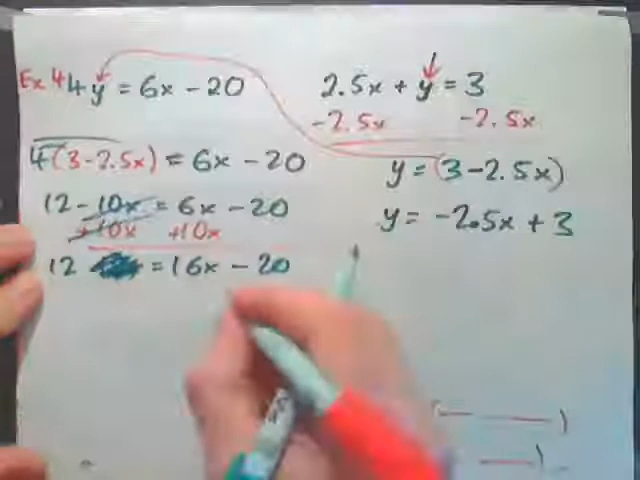 Ex 4 4y = 6x - 20
4(3-2.5x) = 6x - 20
12 - 10x = 6x - 20
+10x +10x
12 = 16x - 20
2.5x + y = 3
-2.5x -2.5x
y = (3 - 2.5x)
y = -2.5x + 3
( )
)